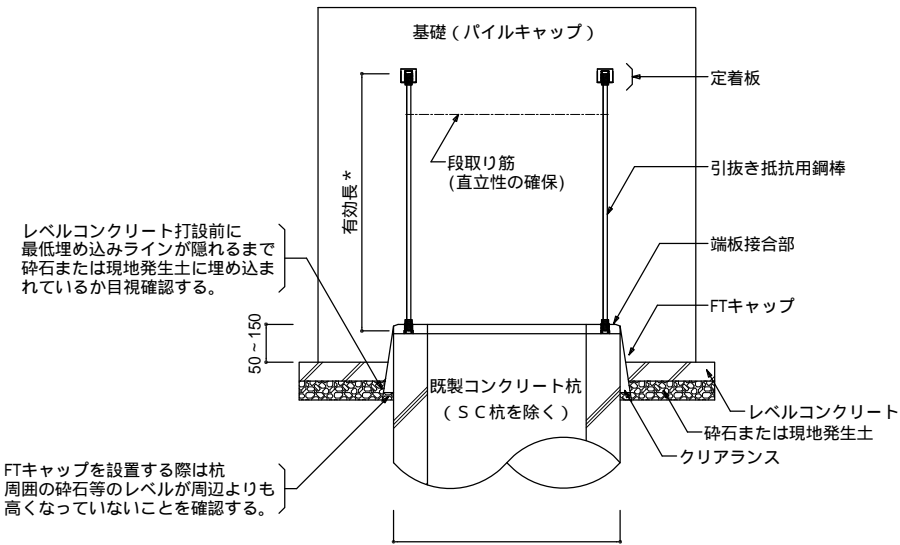 基礎（パイルキャップ）
定着板
段取り筋
(直立性の確保)
引抜き抵抗用鋼棒
有効長＊
レベルコンクリート打設前に
最低埋め込みラインが隠れるまで
砕石または現地発生土に埋め込ま
れているか目視確認する。
端板接合部
FTキャップ
50～150
既製コンクリート杭
（ＳＣ杭を除く）
レベルコンクリート
砕石または現地発生土
クリアランス
FTキャップを設置する際は杭
周囲の砕石等のレベルが周辺よりも
高くなっていないことを確認する。